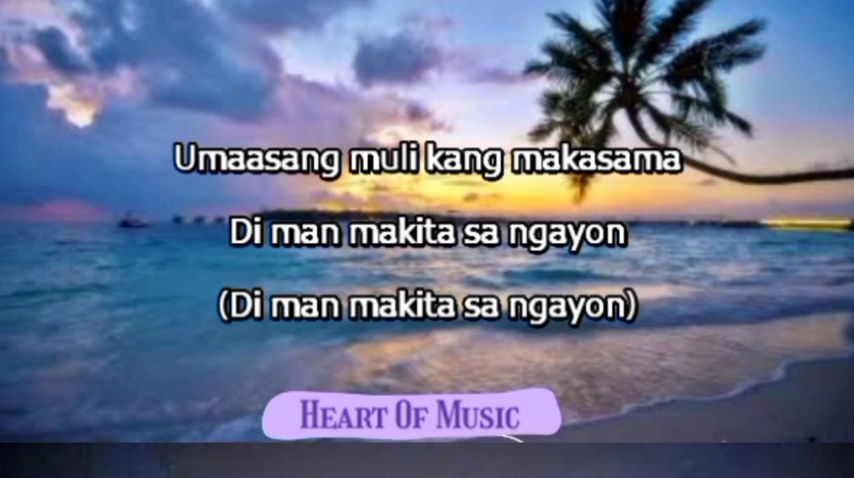 Umaasang muli kang makasama
Di man makita sa ngayon
(Di man makita sa ngayon)
HEART OF MUSIC